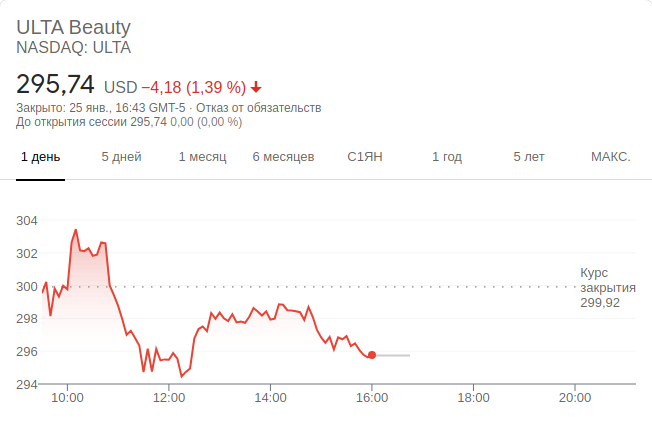 ULTA Beauty
NASDAQ: ULTA
295,74 USD −4,18 (1,39 %)
Закрыто: 25 янв., 16:43 GMT-5 · Отказ от обязательств
До открытия сессии 295,74 0,00 (0,00 %)
1 день 5 дней 1 месяц 6 месяцев С1ЯН 1 год 5 лет МАКС.
304
302
300
298
296
294
Курс
закрытия
299,92
10:00 12:00 14:00 16:00 18:00 20:00